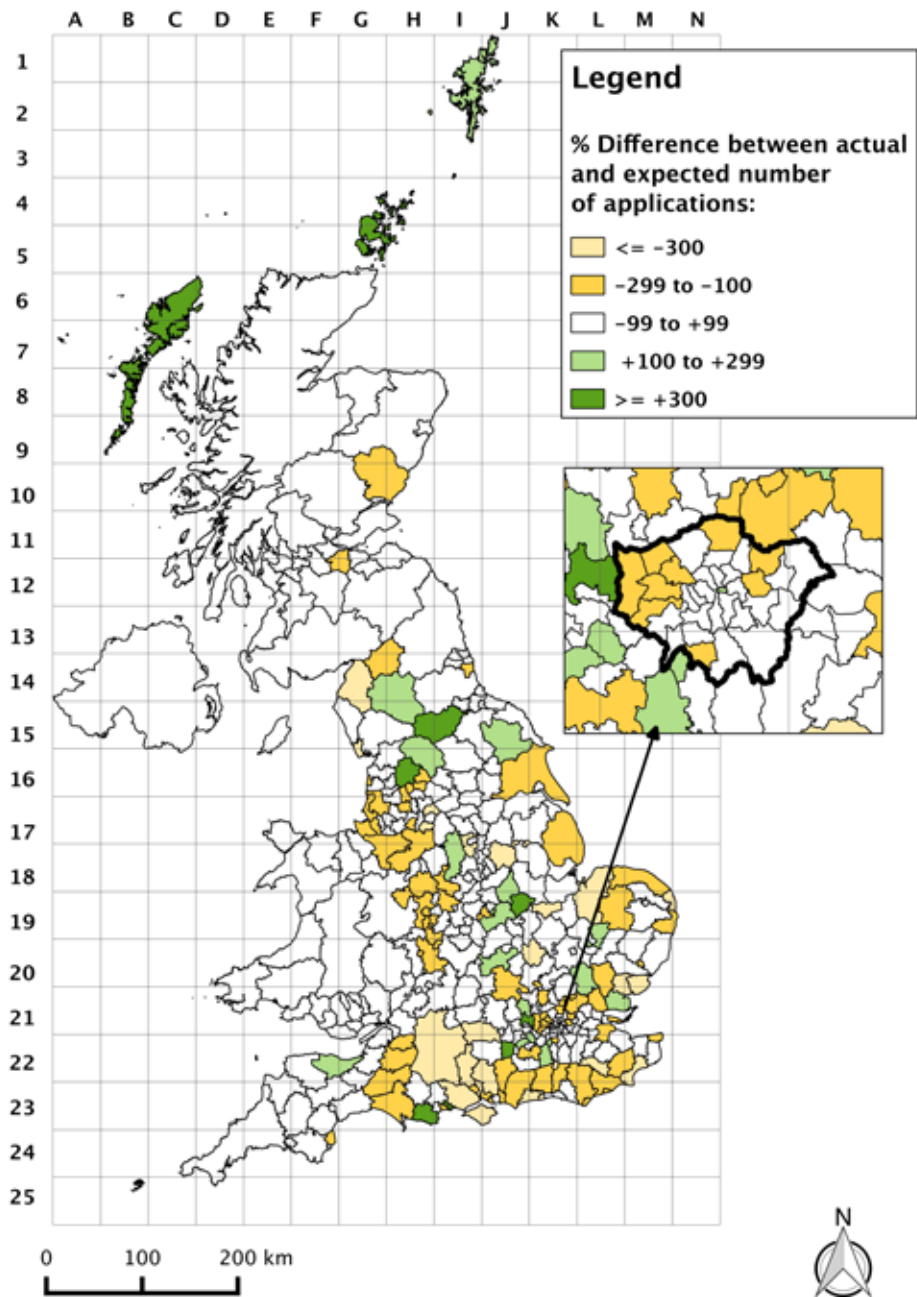 A B C D E F G H I J K L M N
1
2
3
4
5
6
7
8
9
10
11
12
13
14
15
16
17
18
19
20
21
22
23
24
25
Legend
% Difference between actual
and expected number
of applications:
<= -300
-299 to -100
-99 to +99
+100 to +299
>= +300
0 100 200 km
N